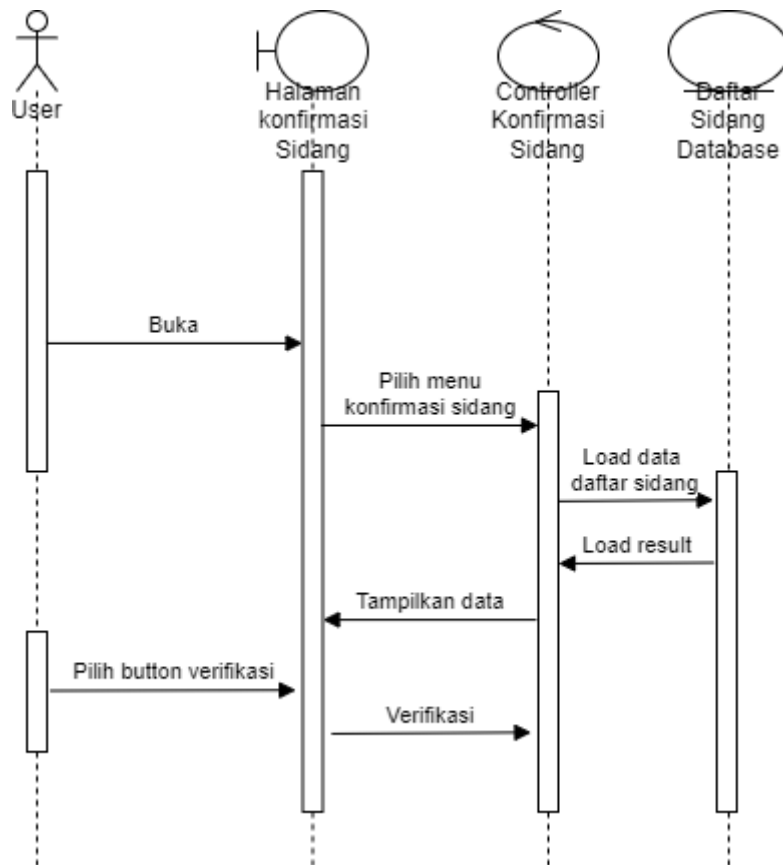 User
Halaman
konfirmasi
Sidang
Controller
Konfirmasi
Sidang
Daftar
Sidang
Database
Buka
Pilih menu
konfirmasi sidang
Load data
daftar sidang
Load result
Tampilkan data
Pilih button verifikasi
Verifikasi